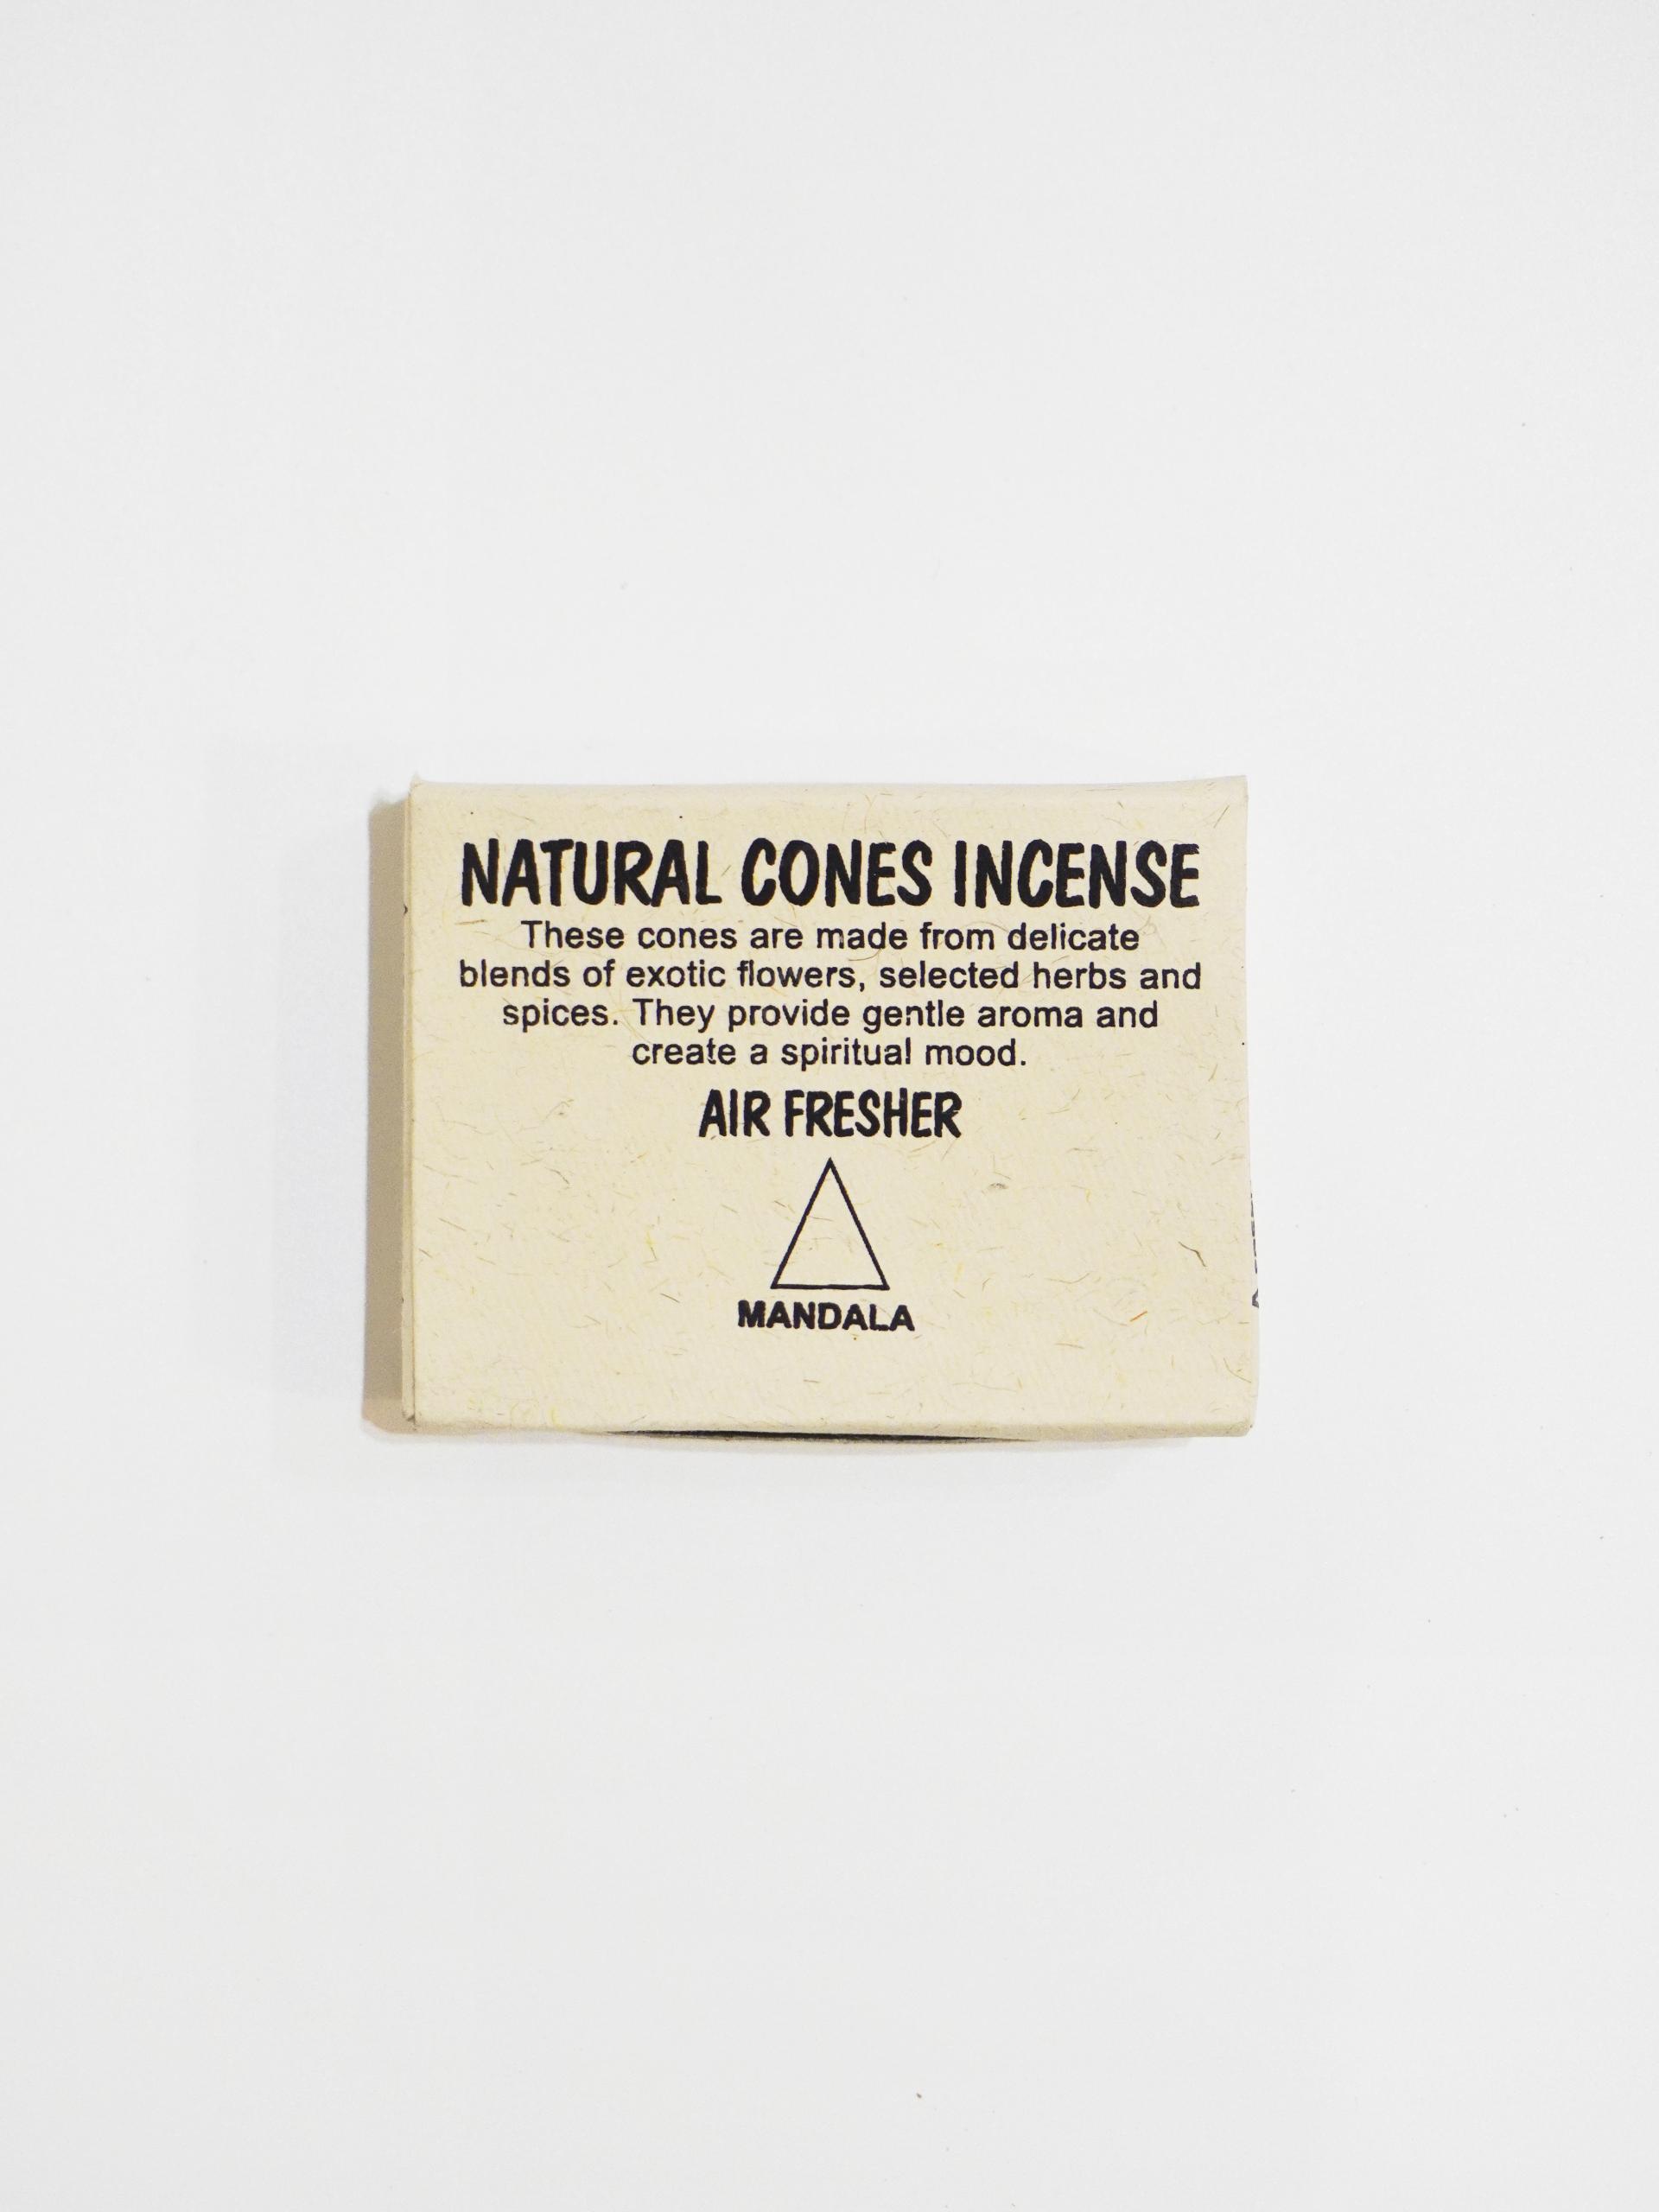 NATURAL CONES INCENSE
These cones are made from delicate
blends of exotic flowers, selected herbs and
spices. They provide gentle aroma and
create a spiritual mood.
AIR FRESHER
MANDALA